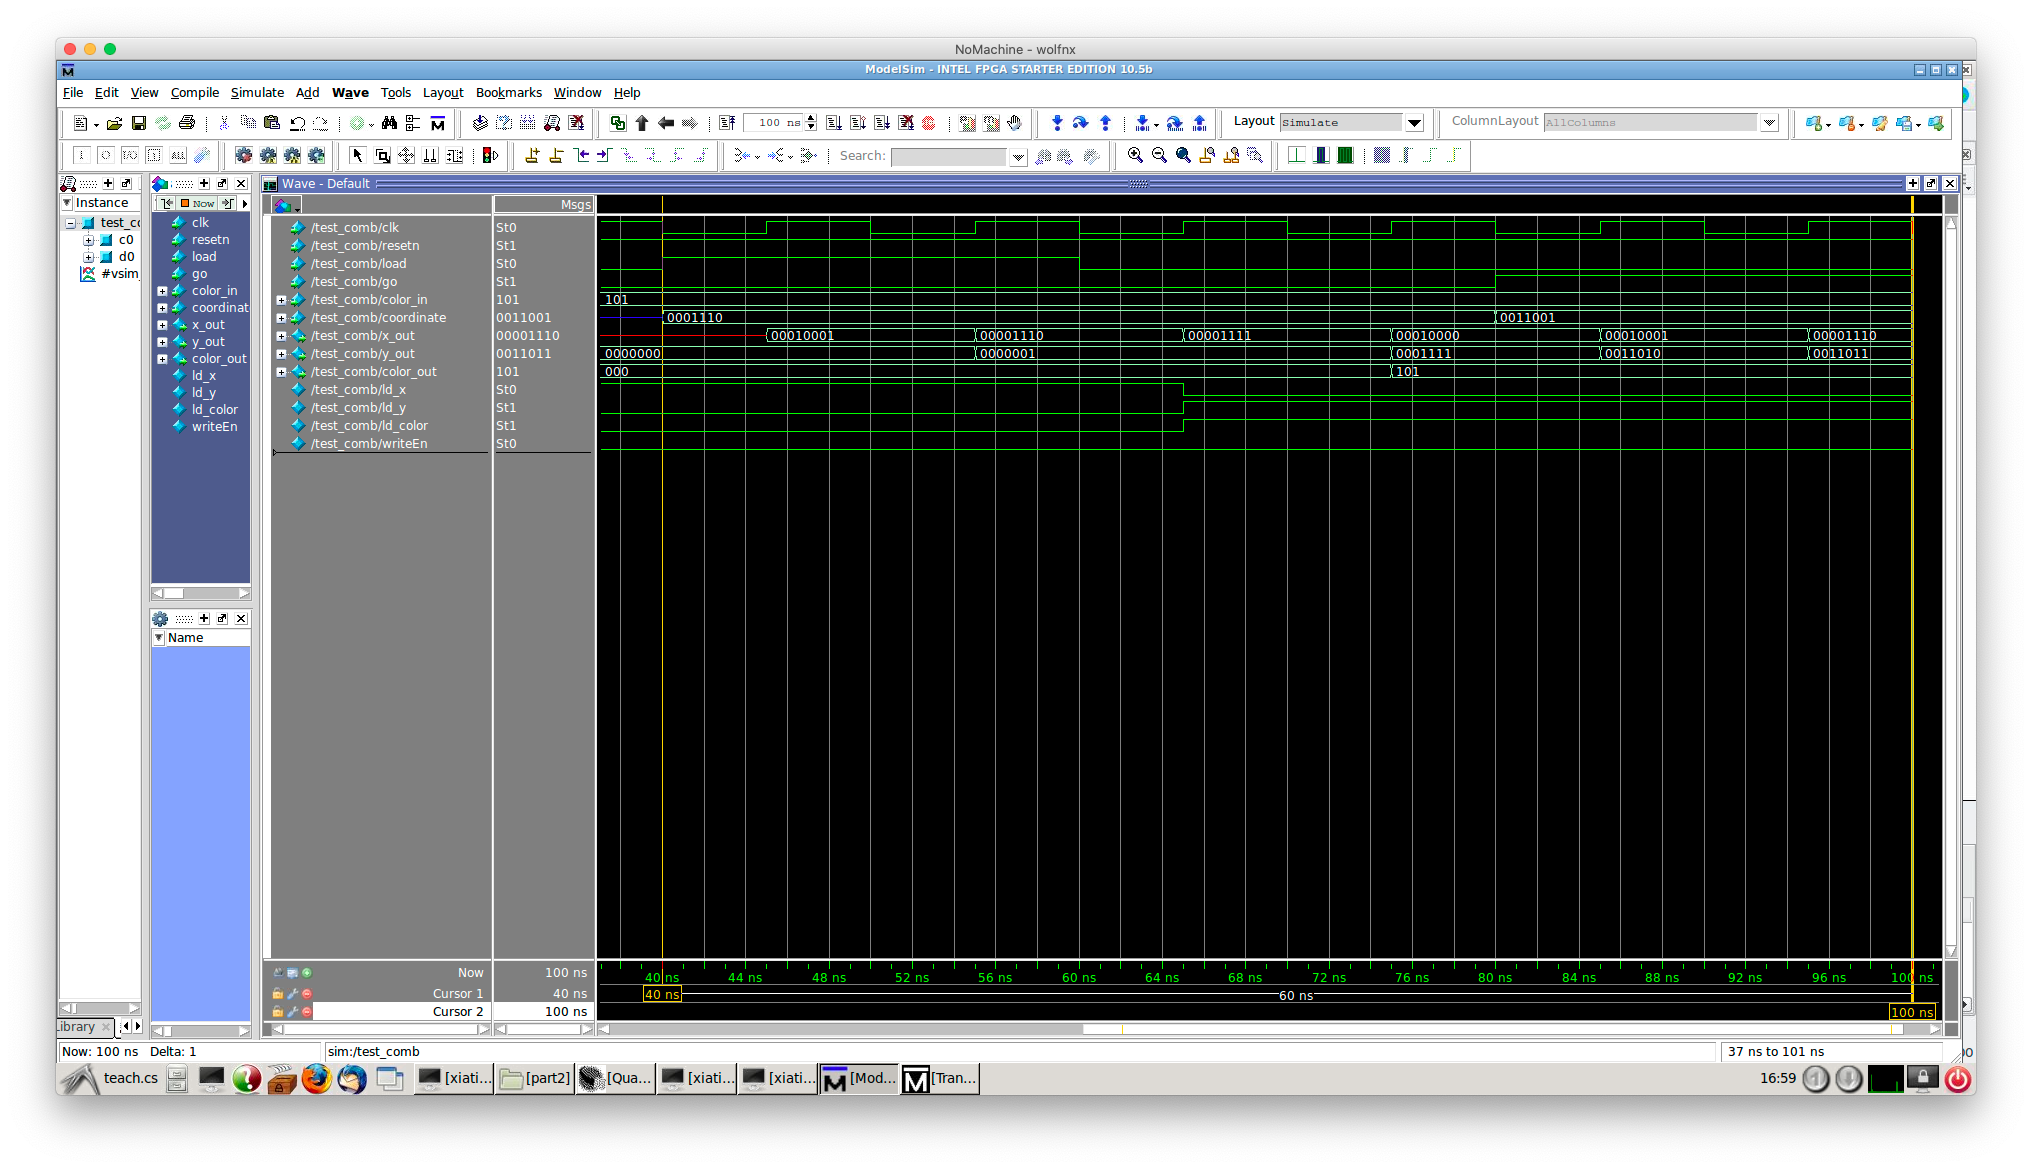 NoMachine - wolfnx
ModelSim - INTEL FPGA STARTER EDITION 10.5b
File Edit View Compile Simulate Add Wave Tools Layout Bookmarks Window Help
100 ns
Layout Simulate
ColumnLayout AllColumns
Search:
Wave - Default
Instance
Now
Msgs
test_cc
c0
d0
#vsim_
clk
resetn
load
go
color_in
coordinat
x_out
y_out
color_out
ld_x
ld_y
ld_color
writeEn
Name
/test_comb/clk St0
/test_comb/resetn St1
/test_comb/load St0
/test_comb/go St1
/test_comb/color_in 101 101
/test_comb/coordinate 0011001 0001110 0011001
/test_comb/x_out 00001110 00010001 00001110 00001111 00010000 00010001 00001110
/test_comb/y_out 0011011 0000000 0000001 0001111 0011010 0011011
/test_comb/color_out 101 000 101
/test_comb/ld_x St0
/test_comb/ld_y St1
/test_comb/ld_color St1
/test_comb/writeEn St0
Now 100 ns 40 ns 44 ns 48 ns 52 ns 56 ns 60 ns 64 ns 68 ns 72 ns 76 ns 80 ns 84 ns 88 ns 92 ns 96 ns 100 ns
Cursor 1 40 ns 40 ns 60 ns
Cursor 2 100 ns 100 ns
Library
Now: 100 ns Delta: 1 sim:/test_comb 37 ns to 101 ns
teach.cs [xiati... [part2] [Qua... [xiati... [xiati... [Mod... [Tran... 16:59